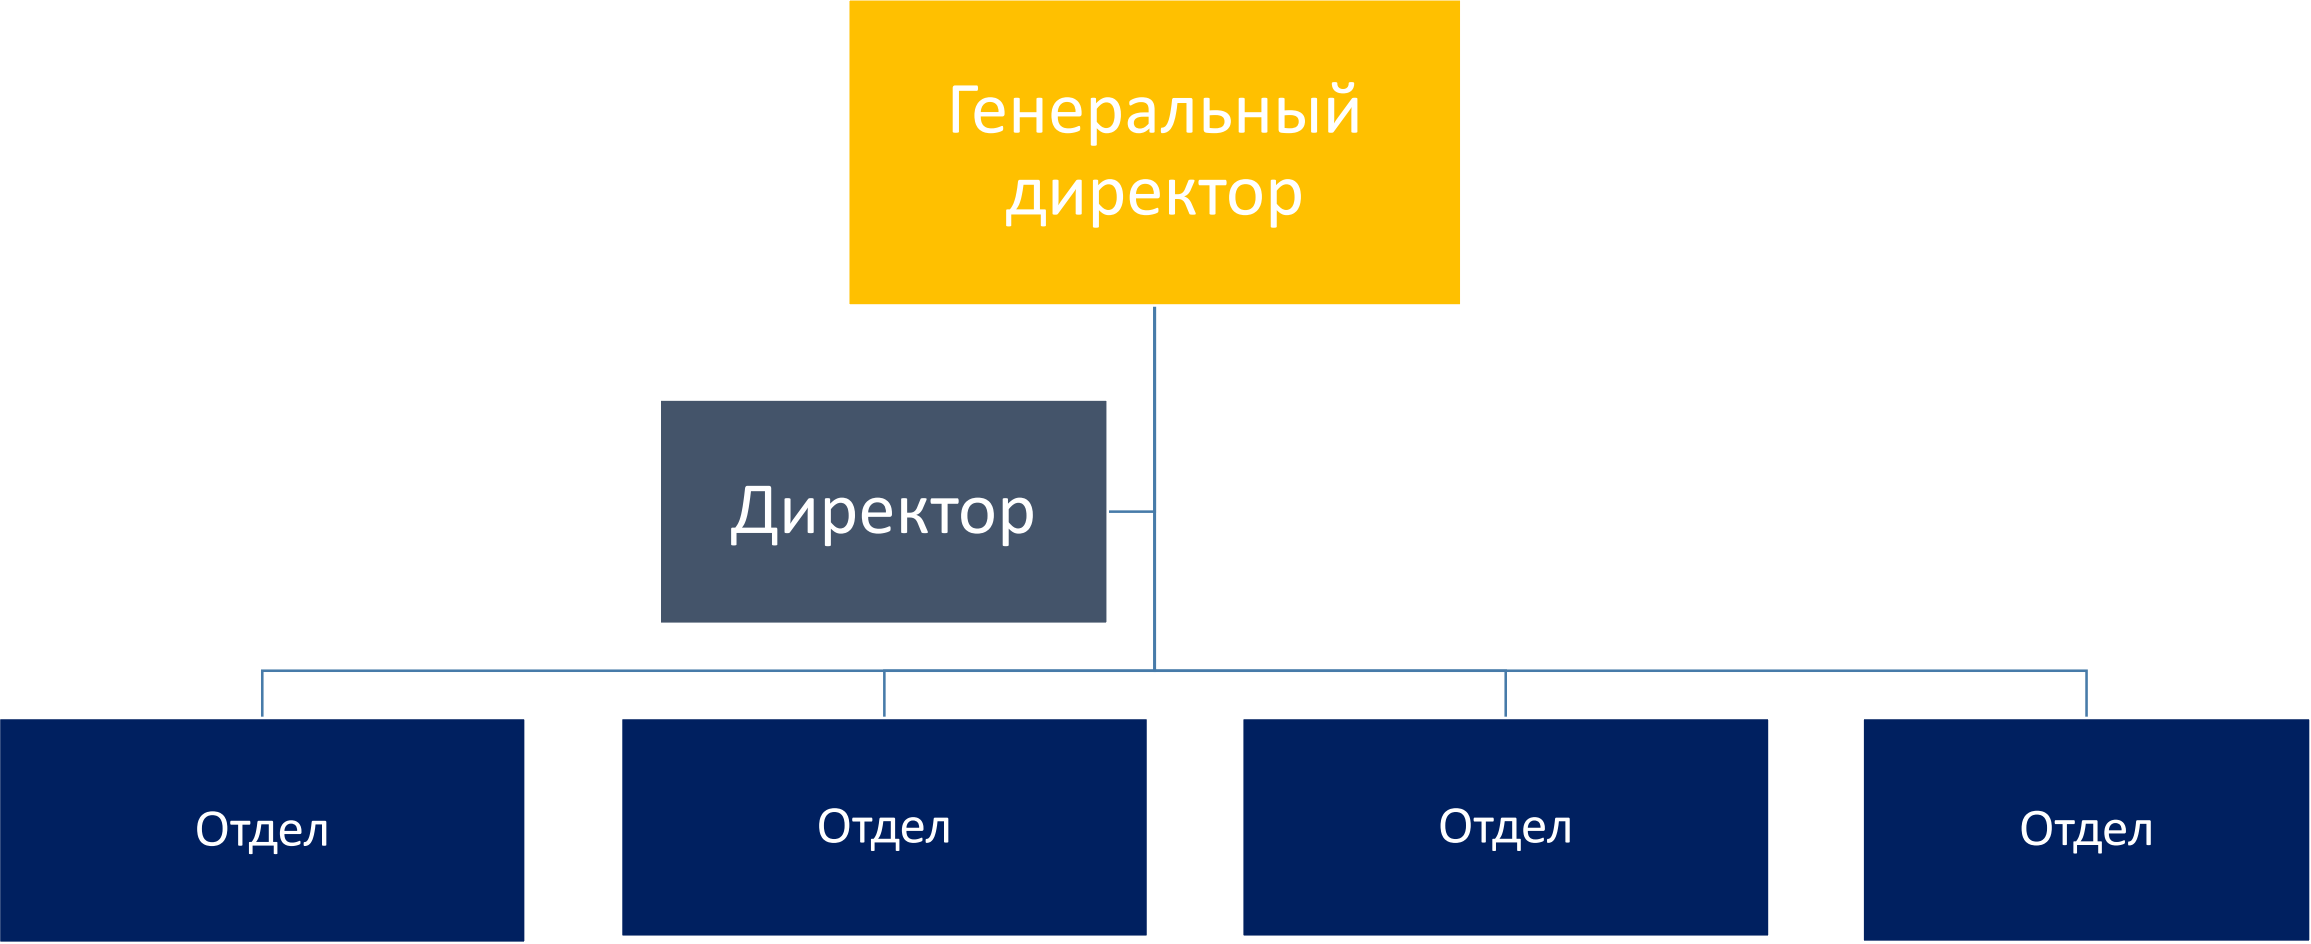 Генеральный
директор
Директор
Отдел
Отдел
Отдел
Отдел